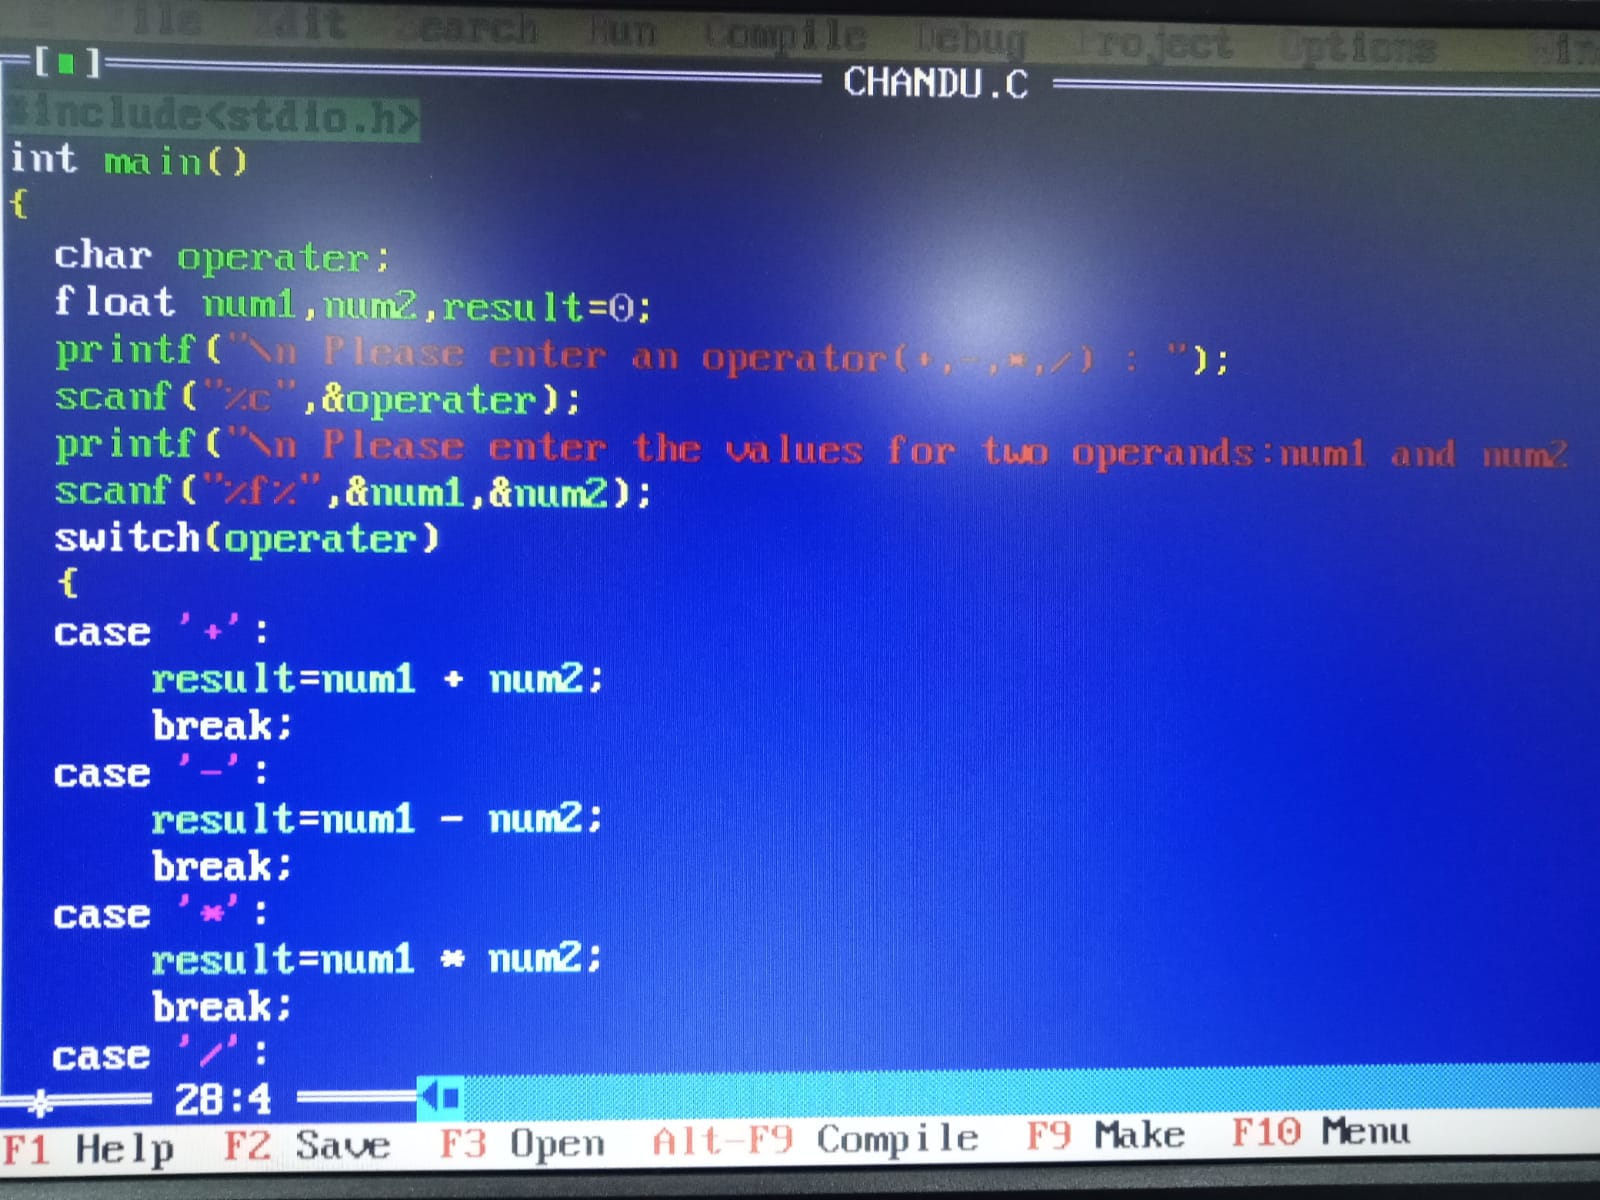 File Edit Search Run Compile Debug Project Options Win
[■] CHANDU.C
#include<stdio.h>
int main()
{
char operater;
float num1,num2,result=0;
printf("\n Please enter an operator(+,-,*,/) : ");
scanf("%c",&operater);
printf("\n Please enter the values for two operands:num1 and num2
scanf("%f%",&num1,&num2);
switch(operater)
{
case '+':
result=num1 + num2;
break;
case '-':
result=num1 - num2;
break;
case '*':
result=num1 * num2;
break;
case '/':
28:4
F1 Help F2 Save F3 Open Alt-F9 Compile F9 Make F10 Menu